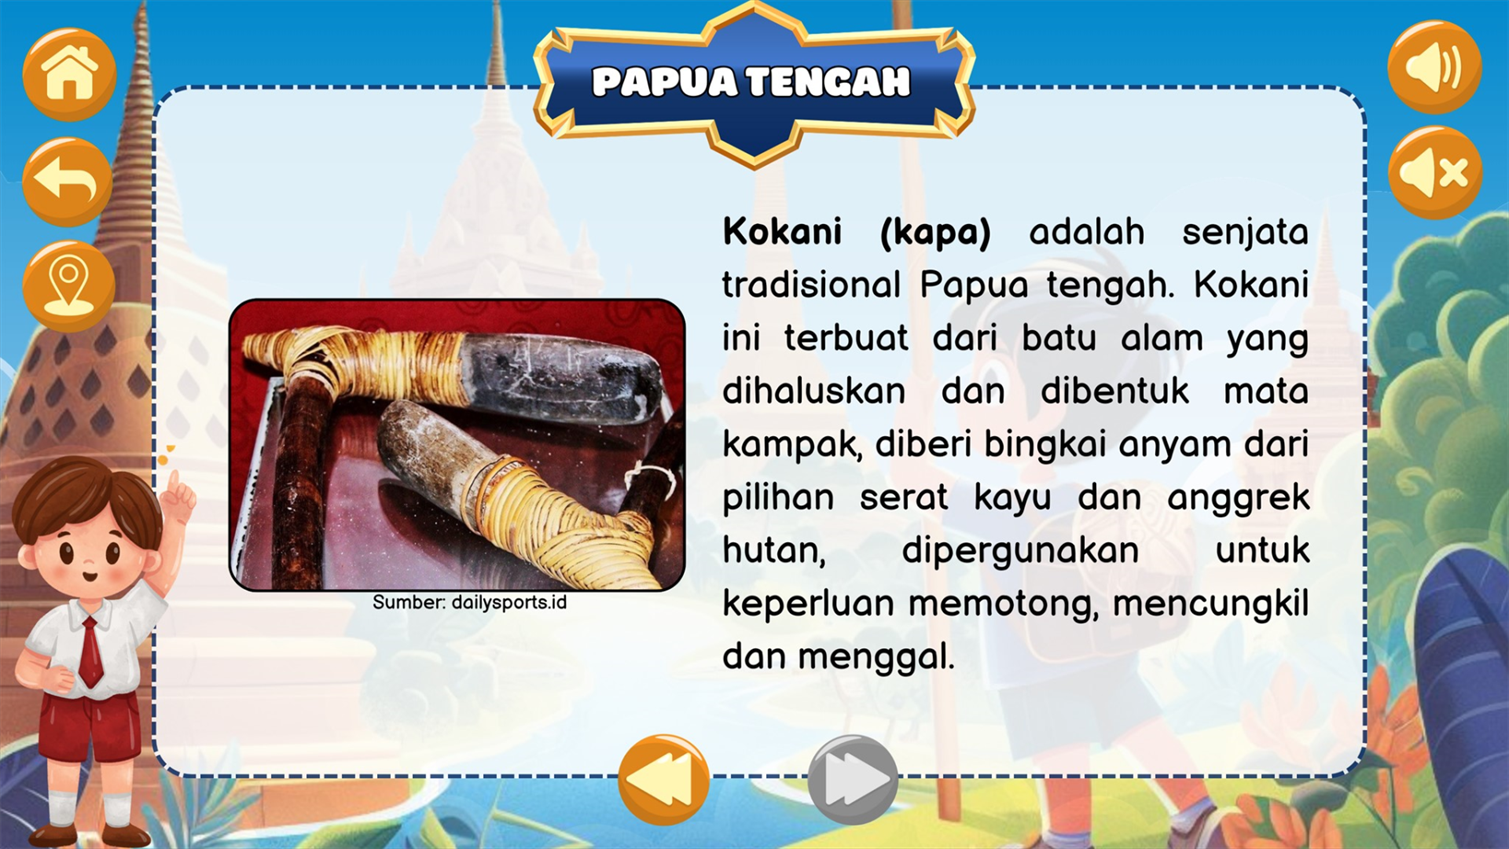 PAPUA TENGAH
Kokani (kapa) adalah senjata
tradisional Papua tengah. Kokani
ini terbuat dari batu alam yang
dihaluskan dan dibentuk mata
kampak, diberi bingkai anyam dari
pilihan serat kayu dan anggrek
hutan, dipergunakan untuk
keperluan memotong, mencungkil
dan menggal.
Sumber: dailysports.id